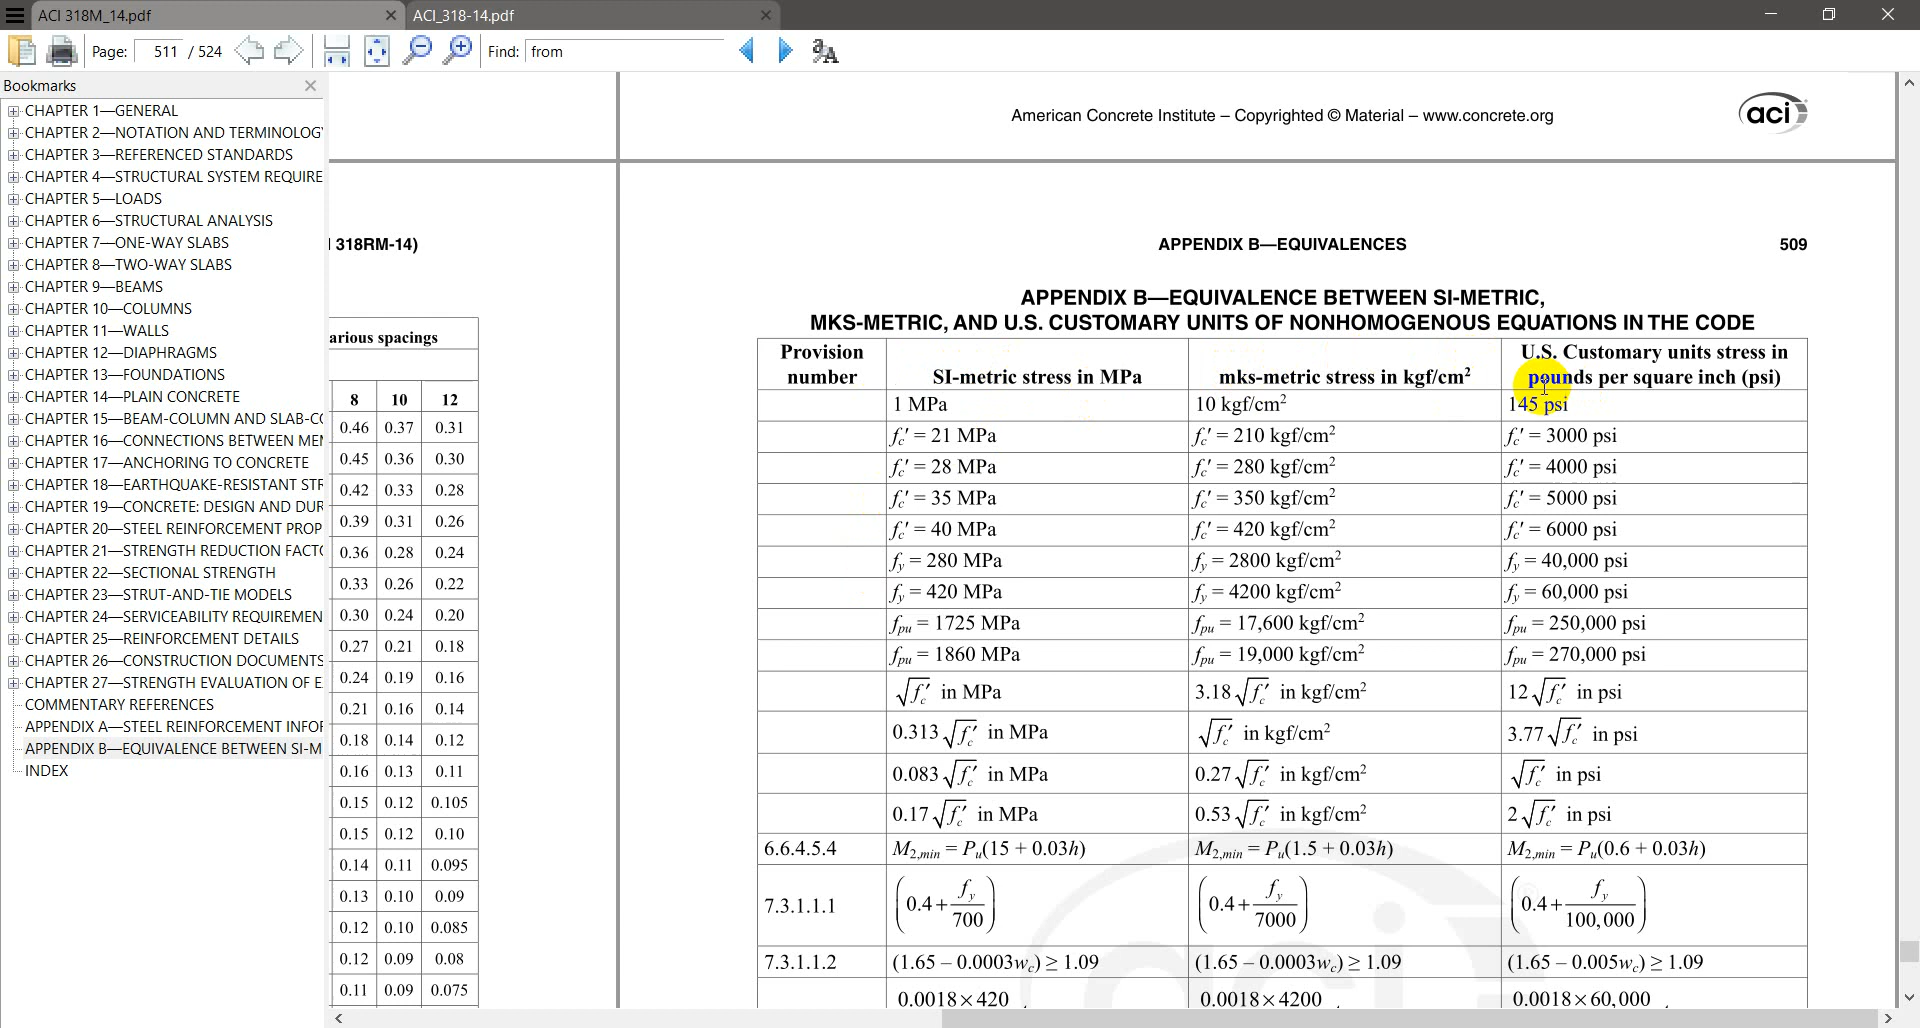 ACI 318M_14.pdf
ACI_318-14.pdf
Page: 511 / 524
Find: from
Bookmarks
CHAPTER 1—GENERAL
CHAPTER 2—NOTATION AND TERMINOLOG
CHAPTER 3—REFERENCED STANDARDS
CHAPTER 4—STRUCTURAL SYSTEM REQUIRE
CHAPTER 5—LOADS
CHAPTER 6—STRUCTURAL ANALYSIS
CHAPTER 7—ONE-WAY SLABS
CHAPTER 8—TWO-WAY SLABS
CHAPTER 9—BEAMS
CHAPTER 10—COLUMNS
CHAPTER 11—WALLS
CHAPTER 12—DIAPHRAGMS
CHAPTER 13—FOUNDATIONS
CHAPTER 14—PLAIN CONCRETE
CHAPTER 15—BEAM-COLUMN AND SLAB-CO
CHAPTER 16—CONNECTIONS BETWEEN MEM
CHAPTER 17—ANCHORING TO CONCRETE
CHAPTER 18—EARTHQUAKE-RESISTANT STR
CHAPTER 19—CONCRETE: DESIGN AND DUR
CHAPTER 20—STEEL REINFORCEMENT PROP
CHAPTER 21—STRENGTH REDUCTION FACTO
CHAPTER 22—SECTIONAL STRENGTH
CHAPTER 23—STRUT-AND-TIE MODELS
CHAPTER 24—SERVICEABILITY REQUIREMEN
CHAPTER 25—REINFORCEMENT DETAILS
CHAPTER 26—CONSTRUCTION DOCUMENTS
CHAPTER 27—STRENGTH EVALUATION OF E
COMMENTARY REFERENCES
APPENDIX A—STEEL REINFORCEMENT INFOR
APPENDIX B—EQUIVALENCE BETWEEN SI-M
INDEX
318RM-14)
arious spacings
8 10 12
0.46 0.37 0.31
0.45 0.36 0.30
0.42 0.33 0.28
0.39 0.31 0.26
0.36 0.28 0.24
0.33 0.26 0.22
0.30 0.24 0.20
0.27 0.21 0.18
0.24 0.19 0.16
0.21 0.16 0.14
0.18 0.14 0.12
0.16 0.13 0.11
0.15 0.12 0.105
0.15 0.12 0.10
0.14 0.11 0.095
0.13 0.10 0.09
0.12 0.10 0.085
0.12 0.09 0.08
0.11 0.09 0.075
American Concrete Institute – Copyrighted © Material – www.concrete.org
aci
APPENDIX B—EQUIVALENCES 509
APPENDIX B—EQUIVALENCE BETWEEN SI-METRIC,
MKS-METRIC, AND U.S. CUSTOMARY UNITS OF NONHOMOGENOUS EQUATIONS IN THE CODE
Provision number | SI-metric stress in MPa | mks-metric stress in kgf/cm² | U.S. Customary units stress in pounds per square inch (psi)
1 MPa | 10 kgf/cm² | 145 psi
fc′ = 21 MPa | fc′ = 210 kgf/cm² | fc′ = 3000 psi
fc′ = 28 MPa | fc′ = 280 kgf/cm² | fc′ = 4000 psi
fc′ = 35 MPa | fc′ = 350 kgf/cm² | fc′ = 5000 psi
fc′ = 40 MPa | fc′ = 420 kgf/cm² | fc′ = 6000 psi
fy = 280 MPa | fy = 2800 kgf/cm² | fy = 40,000 psi
fy = 420 MPa | fy = 4200 kgf/cm² | fy = 60,000 psi
fpu = 1725 MPa | fpu = 17,600 kgf/cm² | fpu = 250,000 psi
fpu = 1860 MPa | fpu = 19,000 kgf/cm² | fpu = 270,000 psi
√fc′ in MPa | 3.18√fc′ in kgf/cm² | 12√fc′ in psi
0.313√fc′ in MPa | √fc′ in kgf/cm² | 3.77√fc′ in psi
0.083√fc′ in MPa | 0.27√fc′ in kgf/cm² | √fc′ in psi
0.17√fc′ in MPa | 0.53√fc′ in kgf/cm² | 2√fc′ in psi
6.6.4.5.4 | M2,min = Pu(15 + 0.03h) | M2,min = Pu(1.5 + 0.03h) | M2,min = Pu(0.6 + 0.03h)
7.3.1.1.1 | (0.4 + fy/700) | (0.4 + fy/7000) | (0.4 + fy/100,000)
7.3.1.1.2 | (1.65 – 0.0003wc) ≥ 1.09 | (1.65 – 0.0003wc) ≥ 1.09 | (1.65 – 0.005wc) ≥ 1.09
0.0018 × 420 | 0.0018 × 4200 | 0.0018 × 60,000